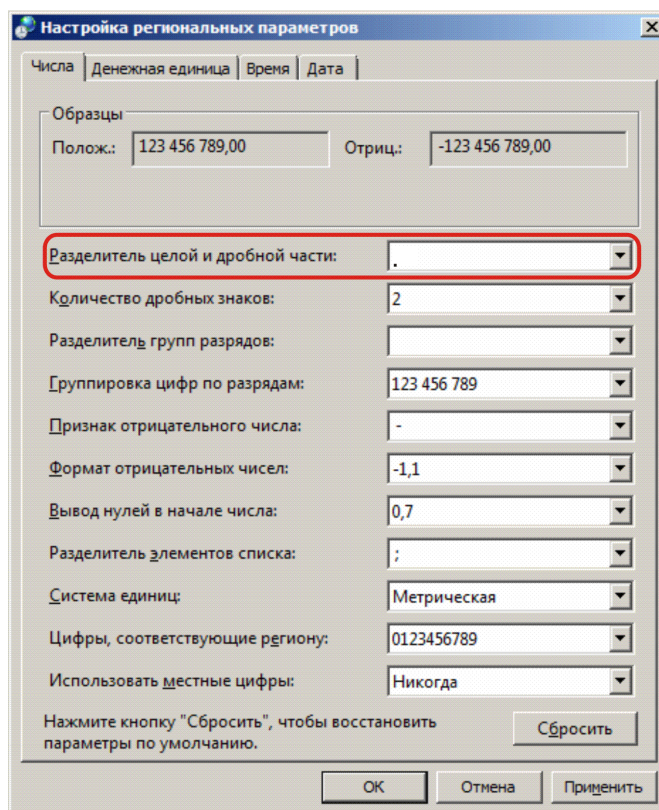 Настройка региональных параметров
Числа Денежная единица Время Дата
Образцы
Полож.: 123 456 789,00 Отриц.: -123 456 789,00
Разделитель целой и дробной части: .
Количество дробных знаков: 2
Разделитель групп разрядов:
Группировка цифр по разрядам: 123 456 789
Признак отрицательного числа: -
Формат отрицательных чисел: -1,1
Вывод нулей в начале числа: 0,7
Разделитель элементов списка: ;
Система единиц: Метрическая
Цифры, соответствующие региону: 0123456789
Использовать местные цифры: Никогда
Нажмите кнопку "Сбросить", чтобы восстановить
параметры по умолчанию.
Сбросить
ОК Отмена Применить